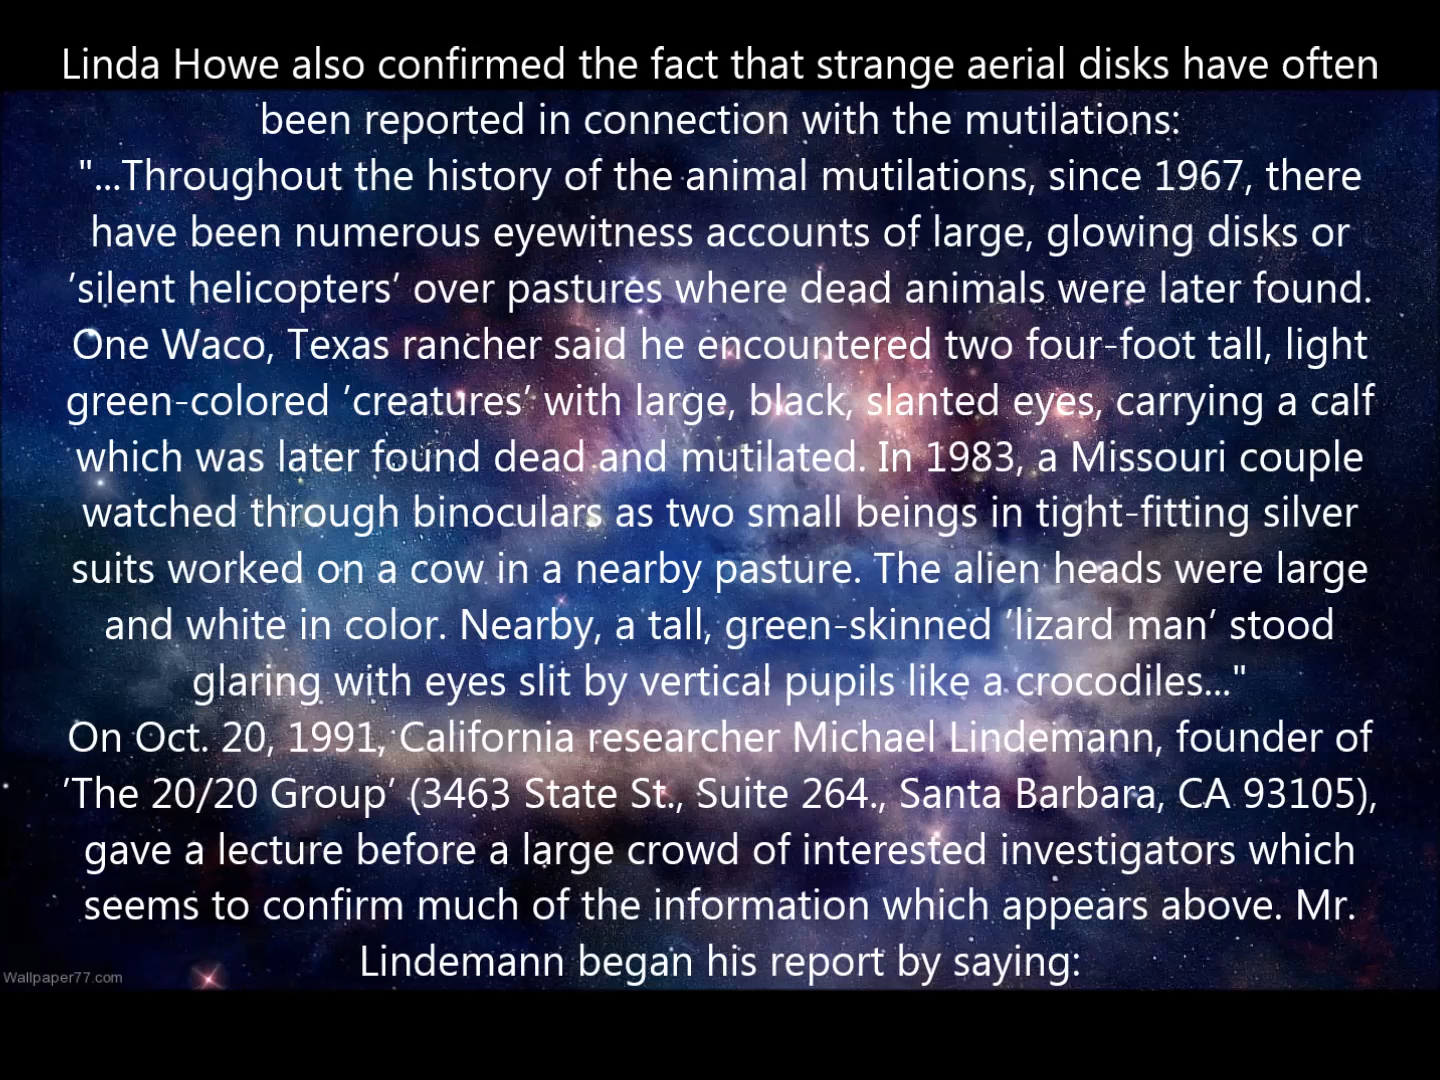 Linda Howe also confirmed the fact that strange aerial disks have often
been reported in connection with the mutilations:
"...Throughout the history of the animal mutilations, since 1967, there
have been numerous eyewitness accounts of large, glowing disks or
'silent helicopters' over pastures where dead animals were later found.
One Waco, Texas rancher said he encountered two four-foot tall, light
green-colored 'creatures' with large, black, slanted eyes, carrying a calf
which was later found dead and mutilated. In 1983, a Missouri couple
watched through binoculars as two small beings in tight-fitting silver
suits worked on a cow in a nearby pasture. The alien heads were large
and white in color. Nearby, a tall, green-skinned 'lizard man' stood
glaring with eyes slit by vertical pupils like a crocodiles..."
On Oct. 20, 1991, California researcher Michael Lindemann, founder of
'The 20/20 Group' (3463 State St., Suite 264., Santa Barbara, CA 93105),
gave a lecture before a large crowd of interested investigators which
seems to confirm much of the information which appears above. Mr.
Lindemann began his report by saying:
Wallpaper77.com